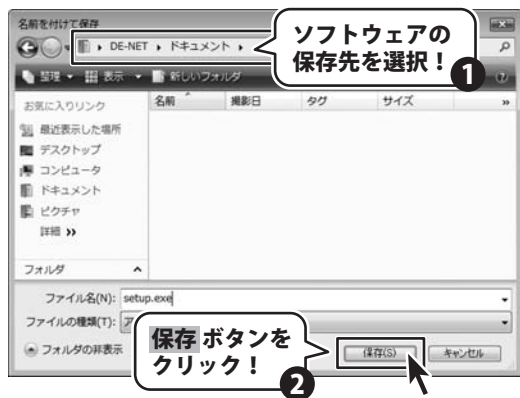 名前を付けて保存
DE-NET ▸ ドキュメント ▸
ソフトウェアの
保存先を選択！
1
整理 表示 新しいフォルダ
お気に入りリンク
名前 撮影日 タグ サイズ »
最近表示した場所
デスクトップ
コンピュータ
ドキュメント
ピクチャ
詳細 »
フォルダ
ファイル名(N): setup.exe
ファイルの種類(T):
フォルダの非表示
保存 ボタンを
クリック！
2
保存(S) キャンセル